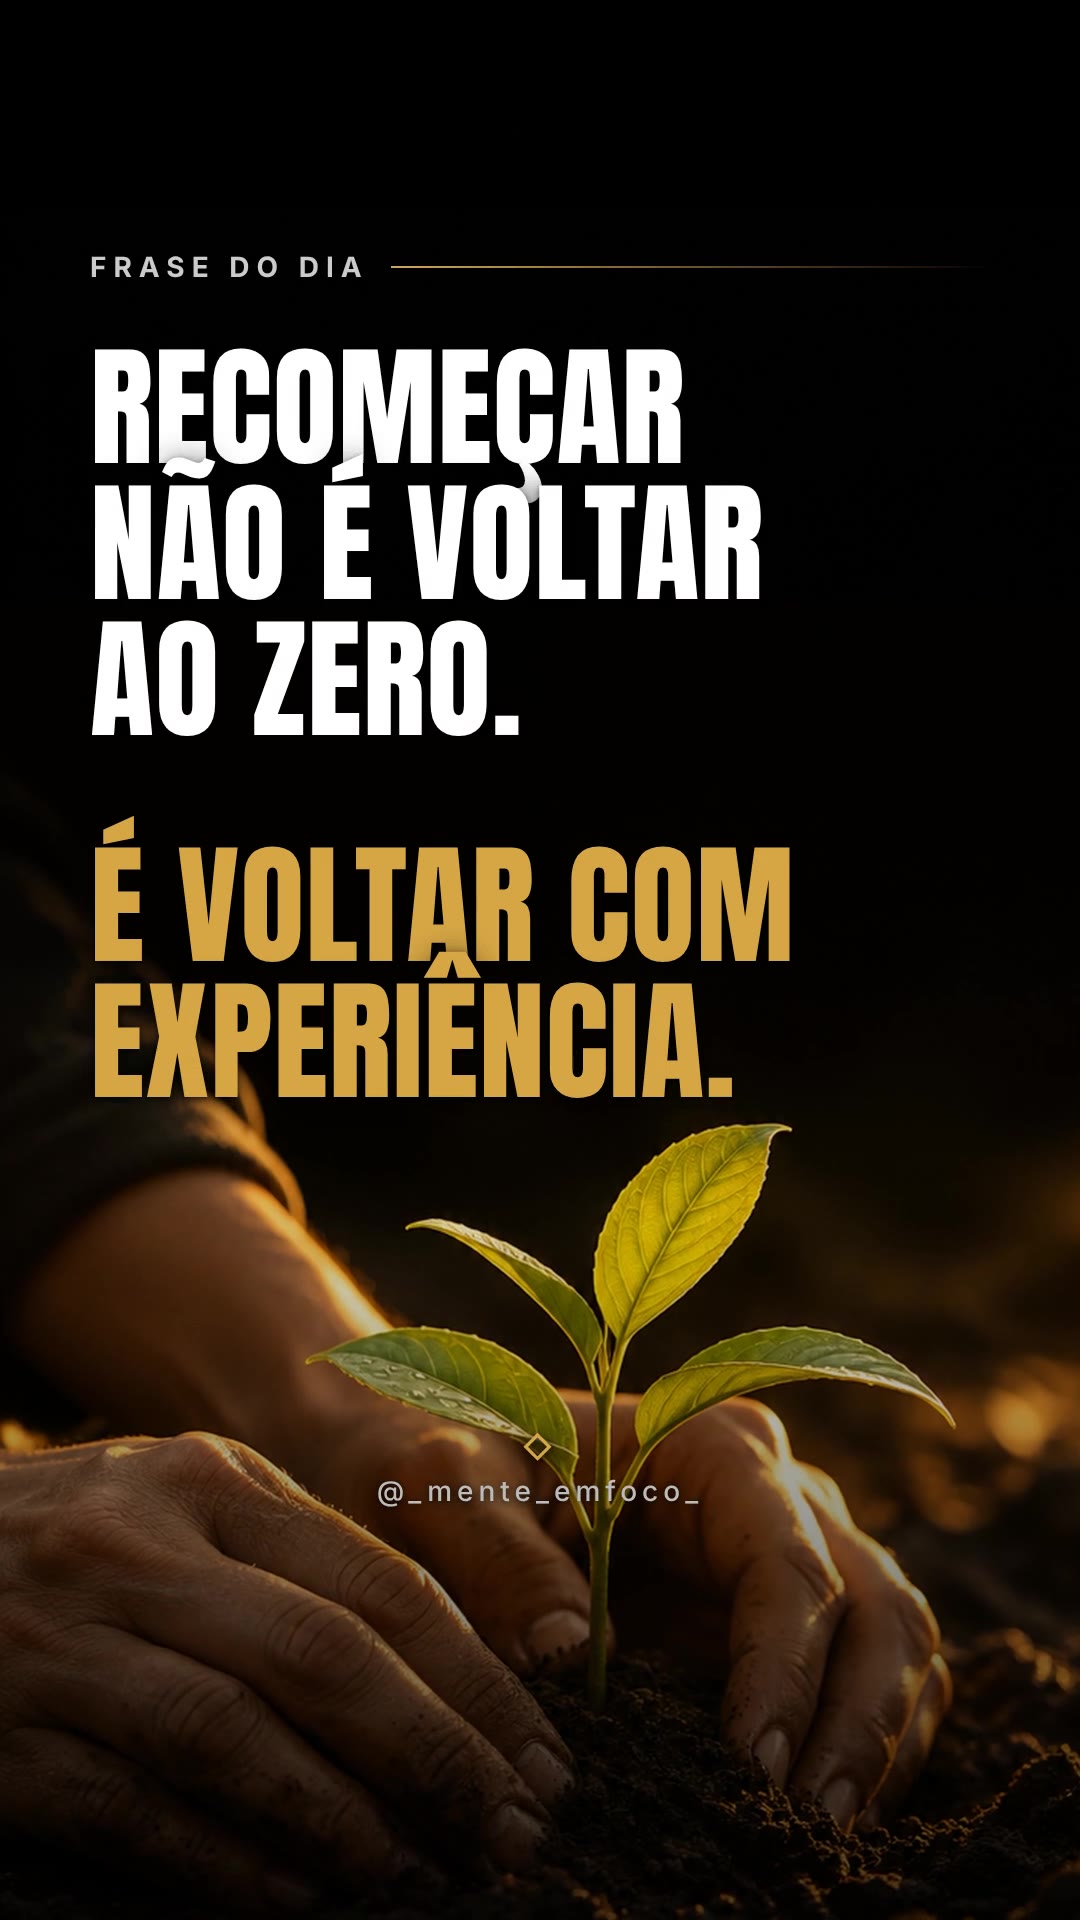 FRASE DO DIA
RECOMEÇAR
NÃO É VOLTAR
AO ZERO.
É VOLTAR COM
EXPERIÊNCIA.
@_mente_emfoco_